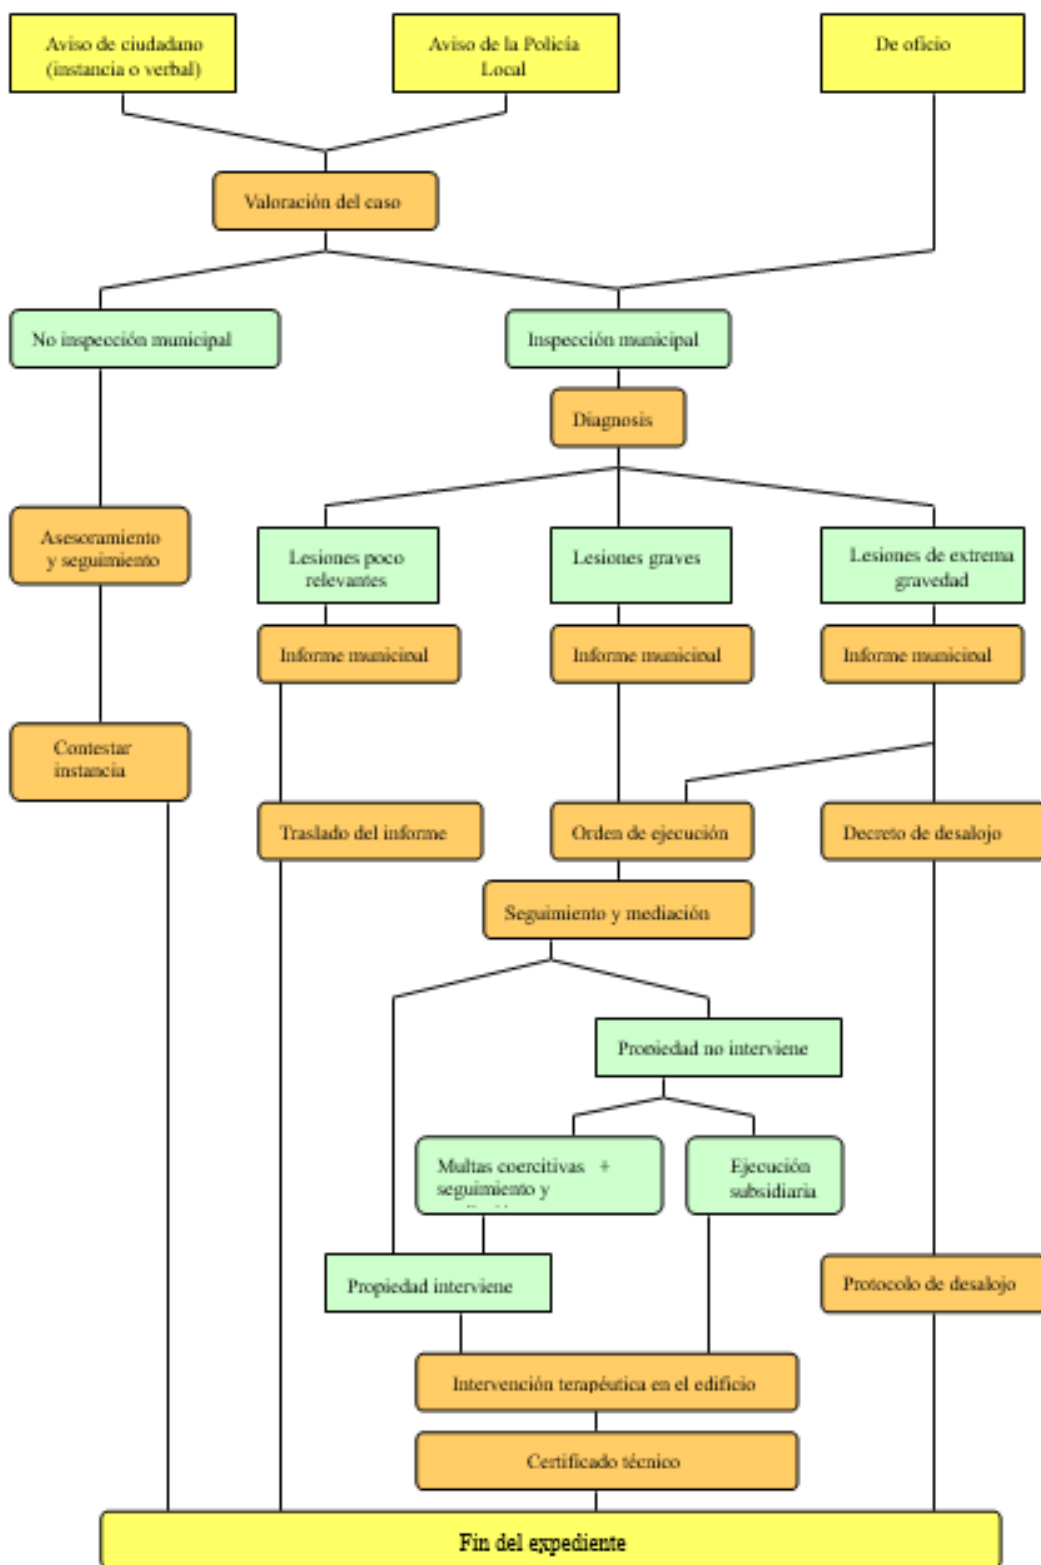 Aviso de ciudadano
(instancia o verbal)
Aviso de la Policía
Local
De oficio
Valoración del caso
No inspección municipal
Inspección municipal
Diagnosis
Asesoramiento
y seguimiento
Lesiones poco
relevantes
Lesiones graves
Lesiones de extrema
gravedad
Informe municipal
Informe municipal
Informe municipal
Contestar
instancia
Traslado del informe
Orden de ejecución
Decreto de desalojo
Seguimiento y mediación
Propiedad no interviene
Multas coercitivas +
seguimiento y
Ejecución
subsidiaria
Propiedad interviene
Protocolo de desalojo
Intervención terapéutica en el edificio
Certificado técnico
Fin del expediente